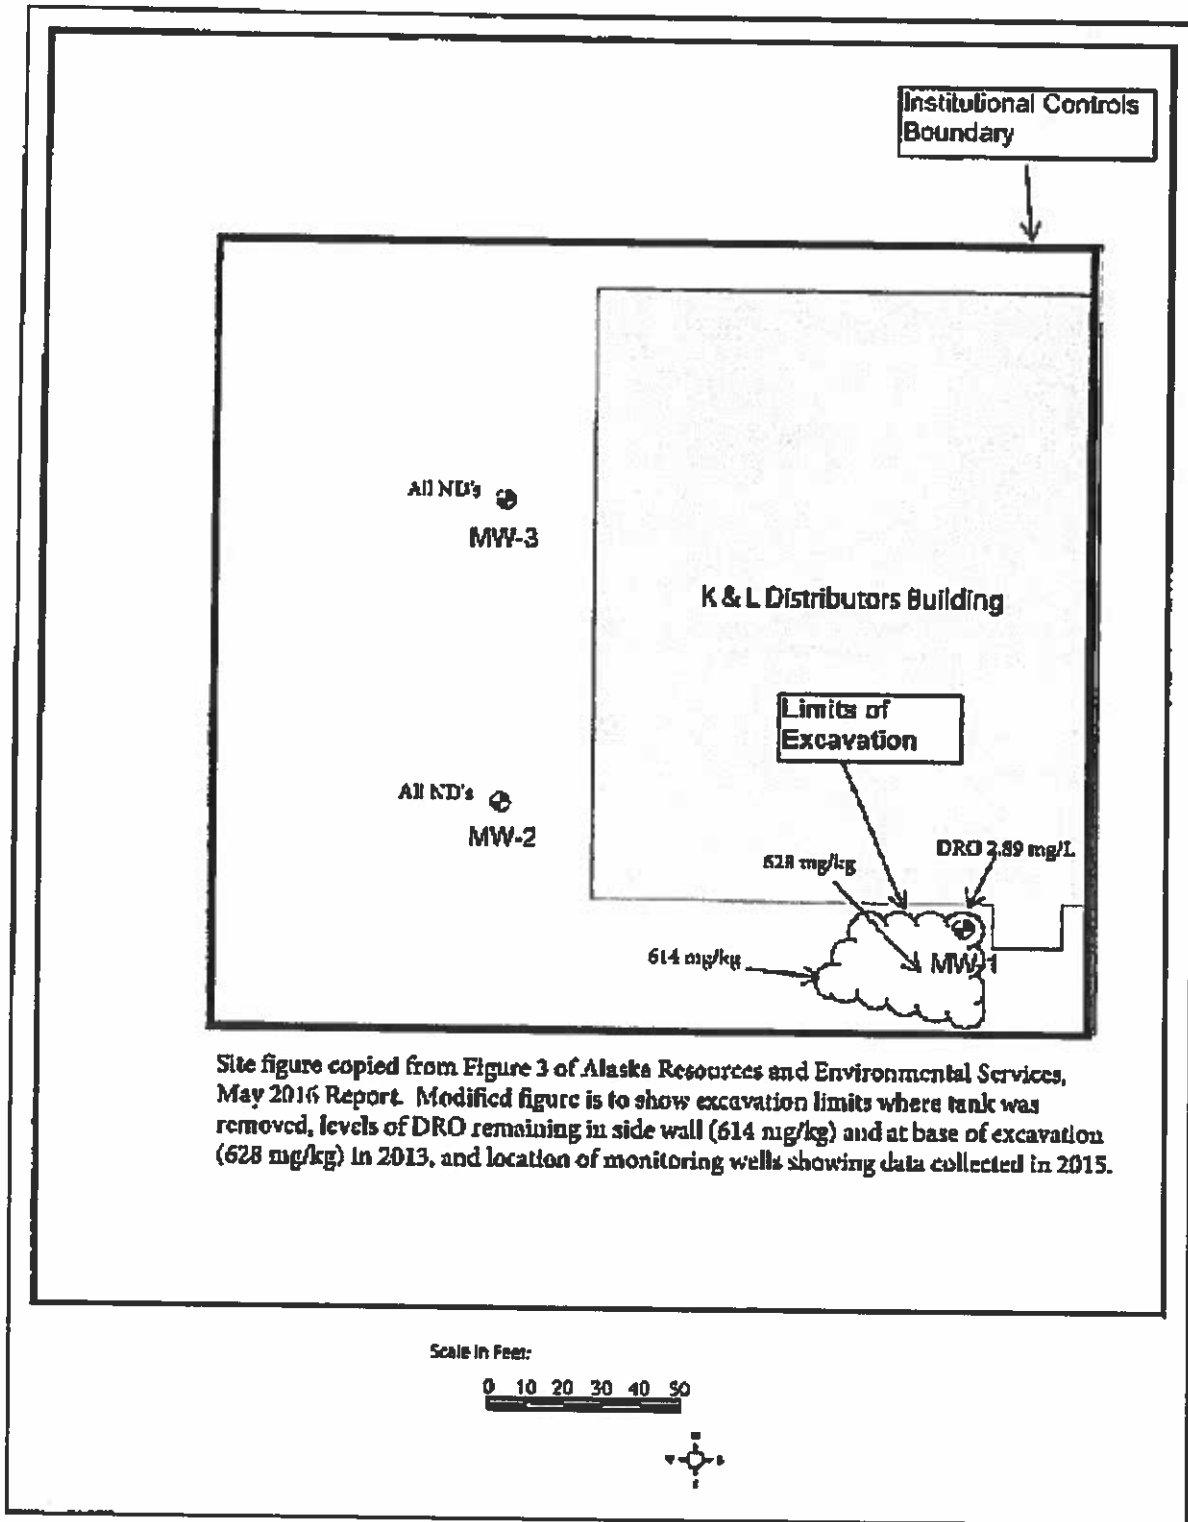 Institutional Controls
Boundary
All ND's
MW-3
K & L Distributors Building
Limits of
Excavation
All ND's
MW-2
628 mg/kg
DRO 2.89 mg/L
614 mg/kg
MW-1
Site figure copied from Figure 3 of Alaska Resources and Environmental Services,
May 2016 Report. Modified figure is to show excavation limits where tank was
removed, levels of DRO remaining in side wall (614 mg/kg) and at base of excavation
(628 mg/kg) in 2013, and location of monitoring wells showing data collected in 2015.
Scale in Feet:
0 10 20 30 40 50